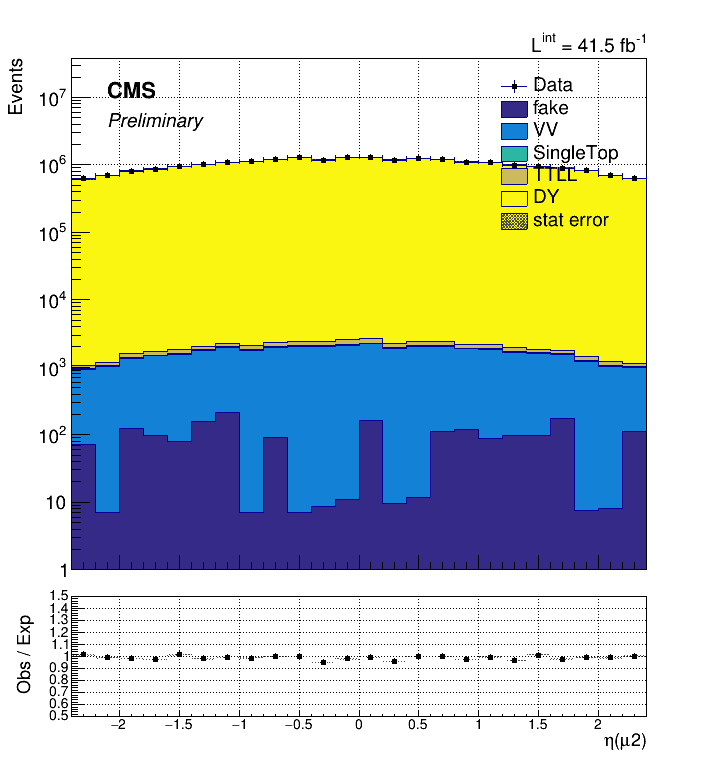 L^int = 41.5 fb^-1
Events
CMS
Preliminary
Data
fake
VV
SingleTop
TTLL
DY
stat error
10^7
10^6
10^5
10^4
10^3
10^2
10
1
Obs / Exp
1.5
1.4
1.3
1.2
1.1
1
0.9
0.8
0.7
0.6
0.5
−2 −1.5 −1 −0.5 0 0.5 1 1.5 2
η(μ2)